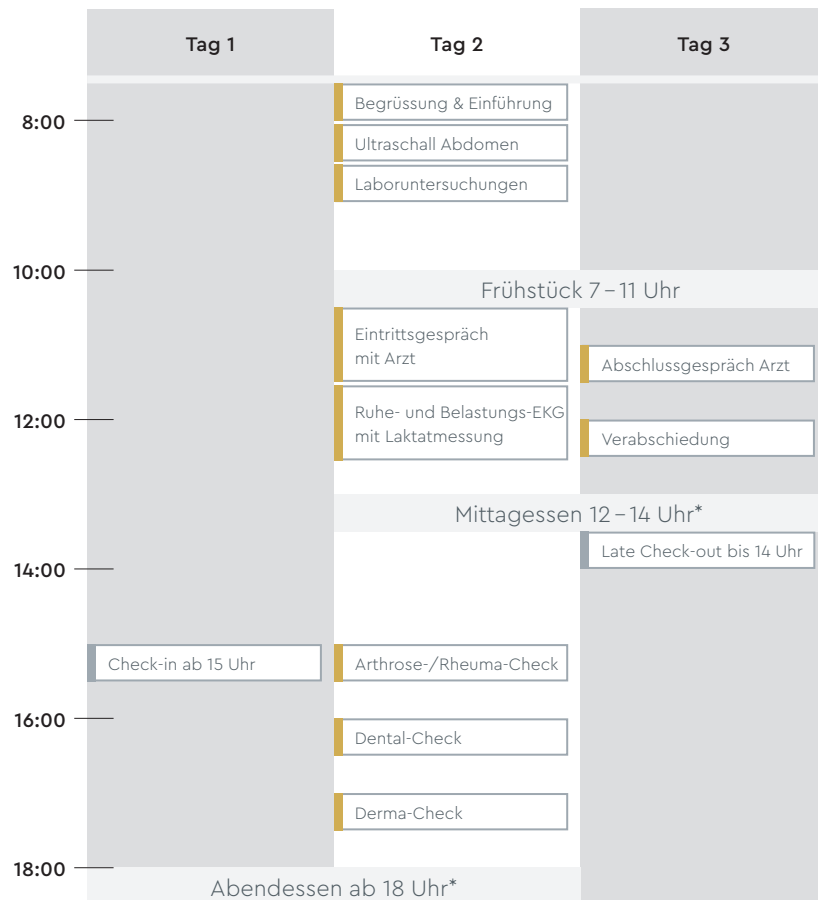 Tag 1
Tag 2
Tag 3
8:00
Begrüssung & Einführung
Ultraschall Abdomen
Laboruntersuchungen
10:00
Frühstück 7 – 11 Uhr
Eintrittsgespräch
mit Arzt
Abschlussgespräch Arzt
12:00
Ruhe- und Belastungs-EKG
mit Laktatmessung
Verabschiedung
Mittagessen 12 – 14 Uhr*
Late Check-out bis 14 Uhr
14:00
Check-in ab 15 Uhr
Arthrose-/Rheuma-Check
16:00
Dental-Check
Derma-Check
18:00
Abendessen ab 18 Uhr*